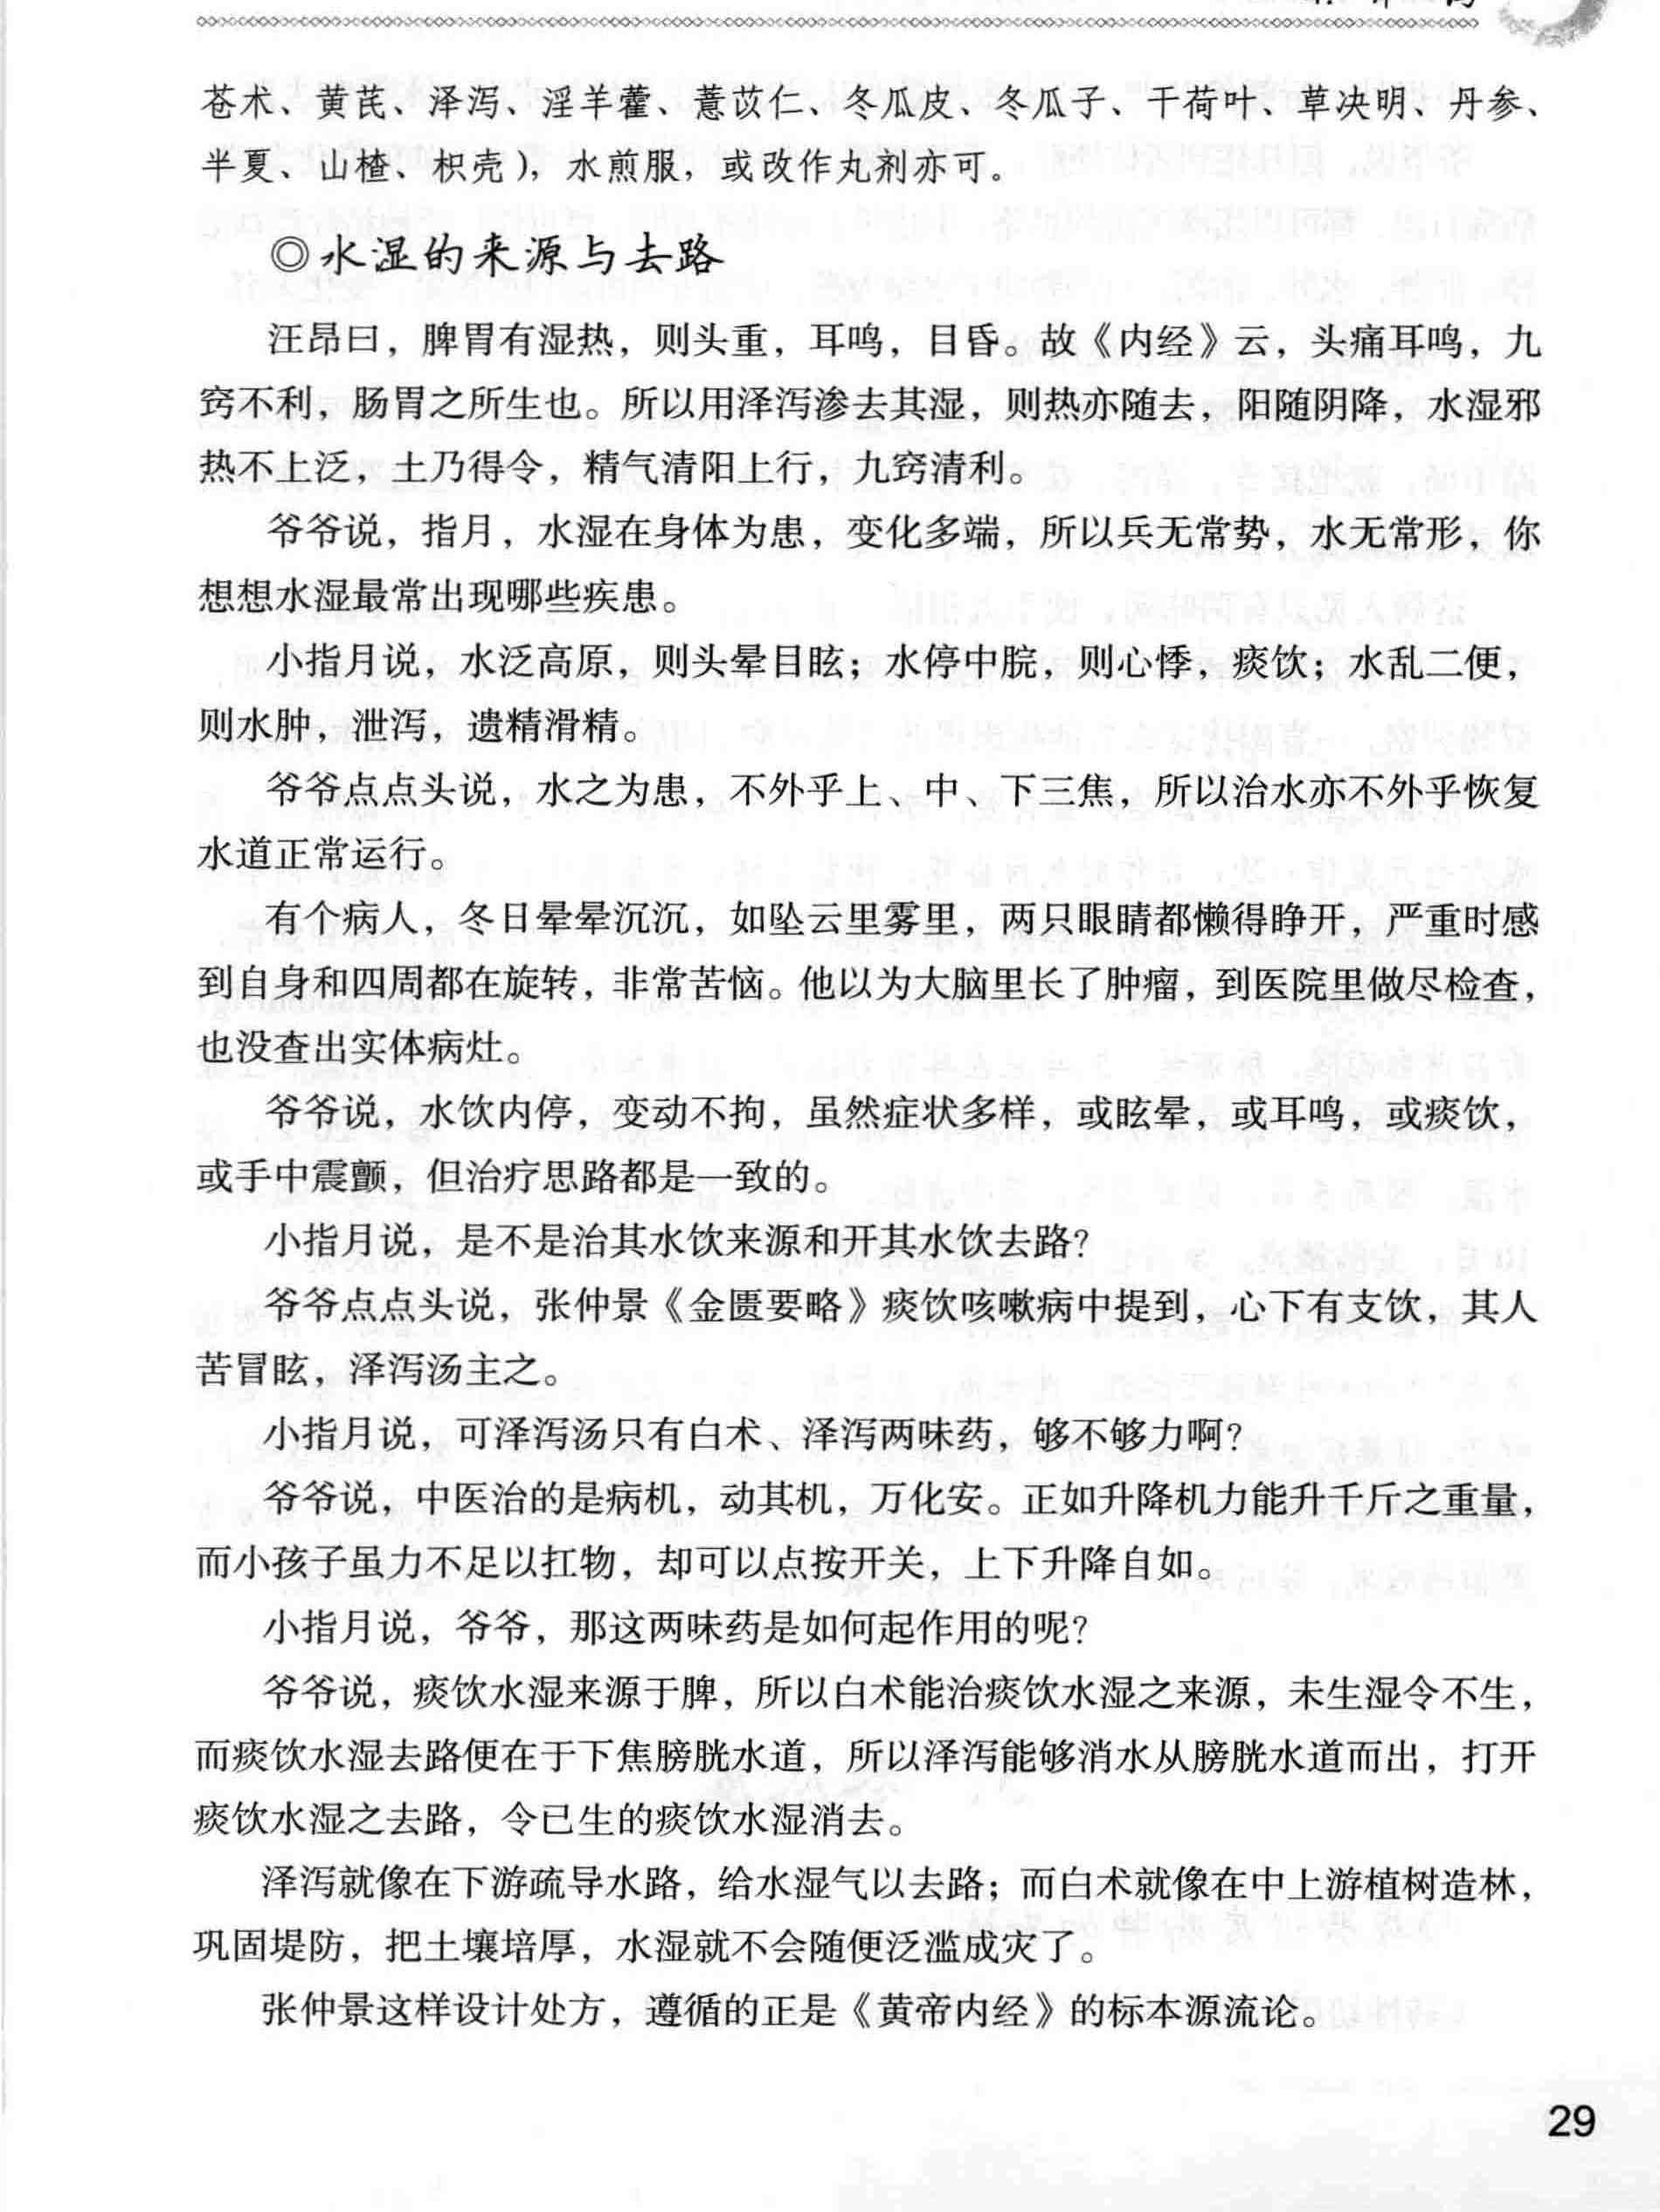 苍术、黄芪、泽泻、淫羊藿、薏苡仁、冬瓜皮、冬瓜子、干荷叶、草决明、丹参、
半夏、山楂、枳壳），水煎服，或改作丸剂亦可。
◎水湿的来源与去路
汪昂曰，脾胃有湿热，则头重，耳鸣，目昏。故《内经》云，头痛耳鸣，九
窍不利，肠胃之所生也。所以用泽泻渗去其湿，则热亦随去，阳随阴降，水湿邪
热不上泛，土乃得令，精气清阳上行，九窍清利。
爷爷说，指月，水湿在身体为患，变化多端，所以兵无常势，水无常形，你
想想水湿最常出现哪些疾患。
小指月说，水泛高原，则头晕目眩；水停中脘，则心悸，痰饮；水乱二便，
则水肿，泄泻，遗精滑精。
爷爷点点头说，水之为患，不外乎上、中、下三焦，所以治水亦不外乎恢复
水道正常运行。
有个病人，冬日晕晕沉沉，如坠云里雾里，两只眼睛都懒得睁开，严重时感
到自身和四周都在旋转，非常苦恼。他以为大脑里长了肿瘤，到医院里做尽检查，
也没查出实体病灶。
爷爷说，水饮内停，变动不拘，虽然症状多样，或眩晕，或耳鸣，或痰饮，
或手中震颤，但治疗思路都是一致的。
小指月说，是不是治其水饮来源和开其水饮去路？
爷爷点点头说，张仲景《金匮要略》痰饮咳嗽病中提到，心下有支饮，其人
苦冒眩，泽泻汤主之。
小指月说，可泽泻汤只有白术、泽泻两味药，够不够力啊？
爷爷说，中医治的是病机，动其机，万化安。正如升降机力能升千斤之重量，
而小孩子虽力不足以扛物，却可以点按开关，上下升降自如。
小指月说，爷爷，那这两味药是如何起作用的呢？
爷爷说，痰饮水湿来源于脾，所以白术能治痰饮水湿之来源，未生湿令不生，
而痰饮水湿去路便在于下焦膀胱水道，所以泽泻能够消水从膀胱水道而出，打开
痰饮水湿之去路，令已生的痰饮水湿消去。
泽泻就像在下游疏导水路，给水湿气以去路；而白术就像在中上游植树造林，
巩固堤防，把土壤培厚，水湿就不会随便泛滥成灾了。
张仲景这样设计处方，遵循的正是《黄帝内经》的标本源流论。
29